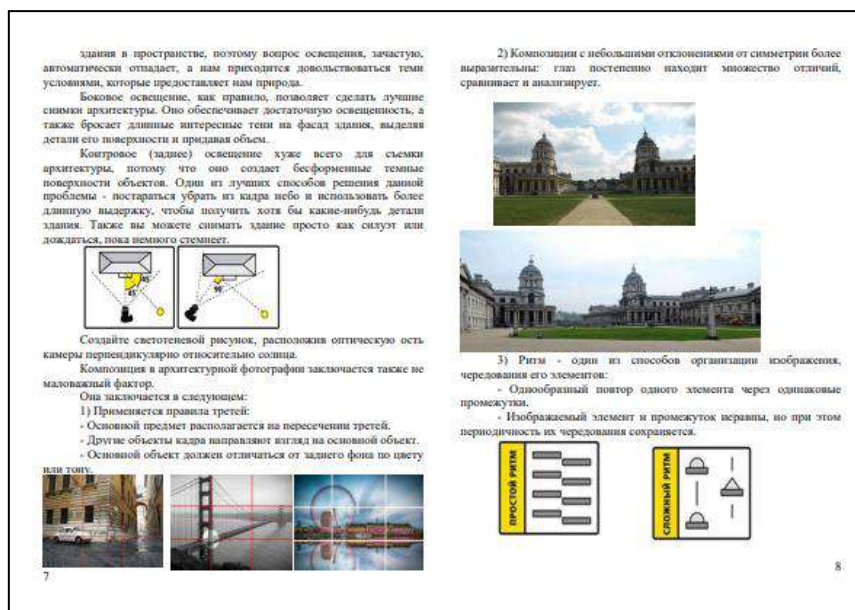 здания в пространстве, поэтому вопрос освещения, зачастую,
автоматически отпадает, а нам приходится довольствоваться теми
условиями, которые предоставляет нам природа.
Боковое освещение, как правило, позволяет сделать лучшие
снимки архитектуры. Оно обеспечивает достаточную освещенность, а
также бросает длинные интересные тени на фасад здания, выделяя
детали его поверхности и придавая объем.
Контровое (заднее) освещение хуже всего для съемки
архитектуры, потому что оно создает бесформенные темные
поверхности объектов. Один из лучших способов решения данной
проблемы - постараться убрать из кадра небо и использовать более
длинную выдержку, чтобы получить хотя бы какие-нибудь детали
здания. Также вы можете снимать здание просто как силуэт или
дождаться, пока немного стемнеет.
45°
45°
90°
Создайте светотеневой рисунок, расположив оптическую ость
камеры перпендикулярно относительно солнца.
Композиция в архитектурной фотографии заключается также не
маловажный фактор.
Она заключается в следующем:
1) Применяется правила третей:
- Основной предмет располагается на пересечении третей.
- Другие объекты кадра направляют взгляд на основной объект.
- Основной объект должен отличаться от заднего фона по цвету
или тону.
7
2) Композиции с небольшими отклонениями от симметрии более
выразительны: глаз постепенно находит множество отличий,
сравнивает и анализирует.
3) Ритм - один из способов организации изображения,
чередования его элементов:
- Однообразный повтор одного элемента через одинаковые
промежутки.
- Изображаемый элемент и промежуток неравны, но при этом
периодичность их чередования сохраняется.
ПРОСТОЙ РИТМ
СЛОЖНЫЙ РИТМ
8